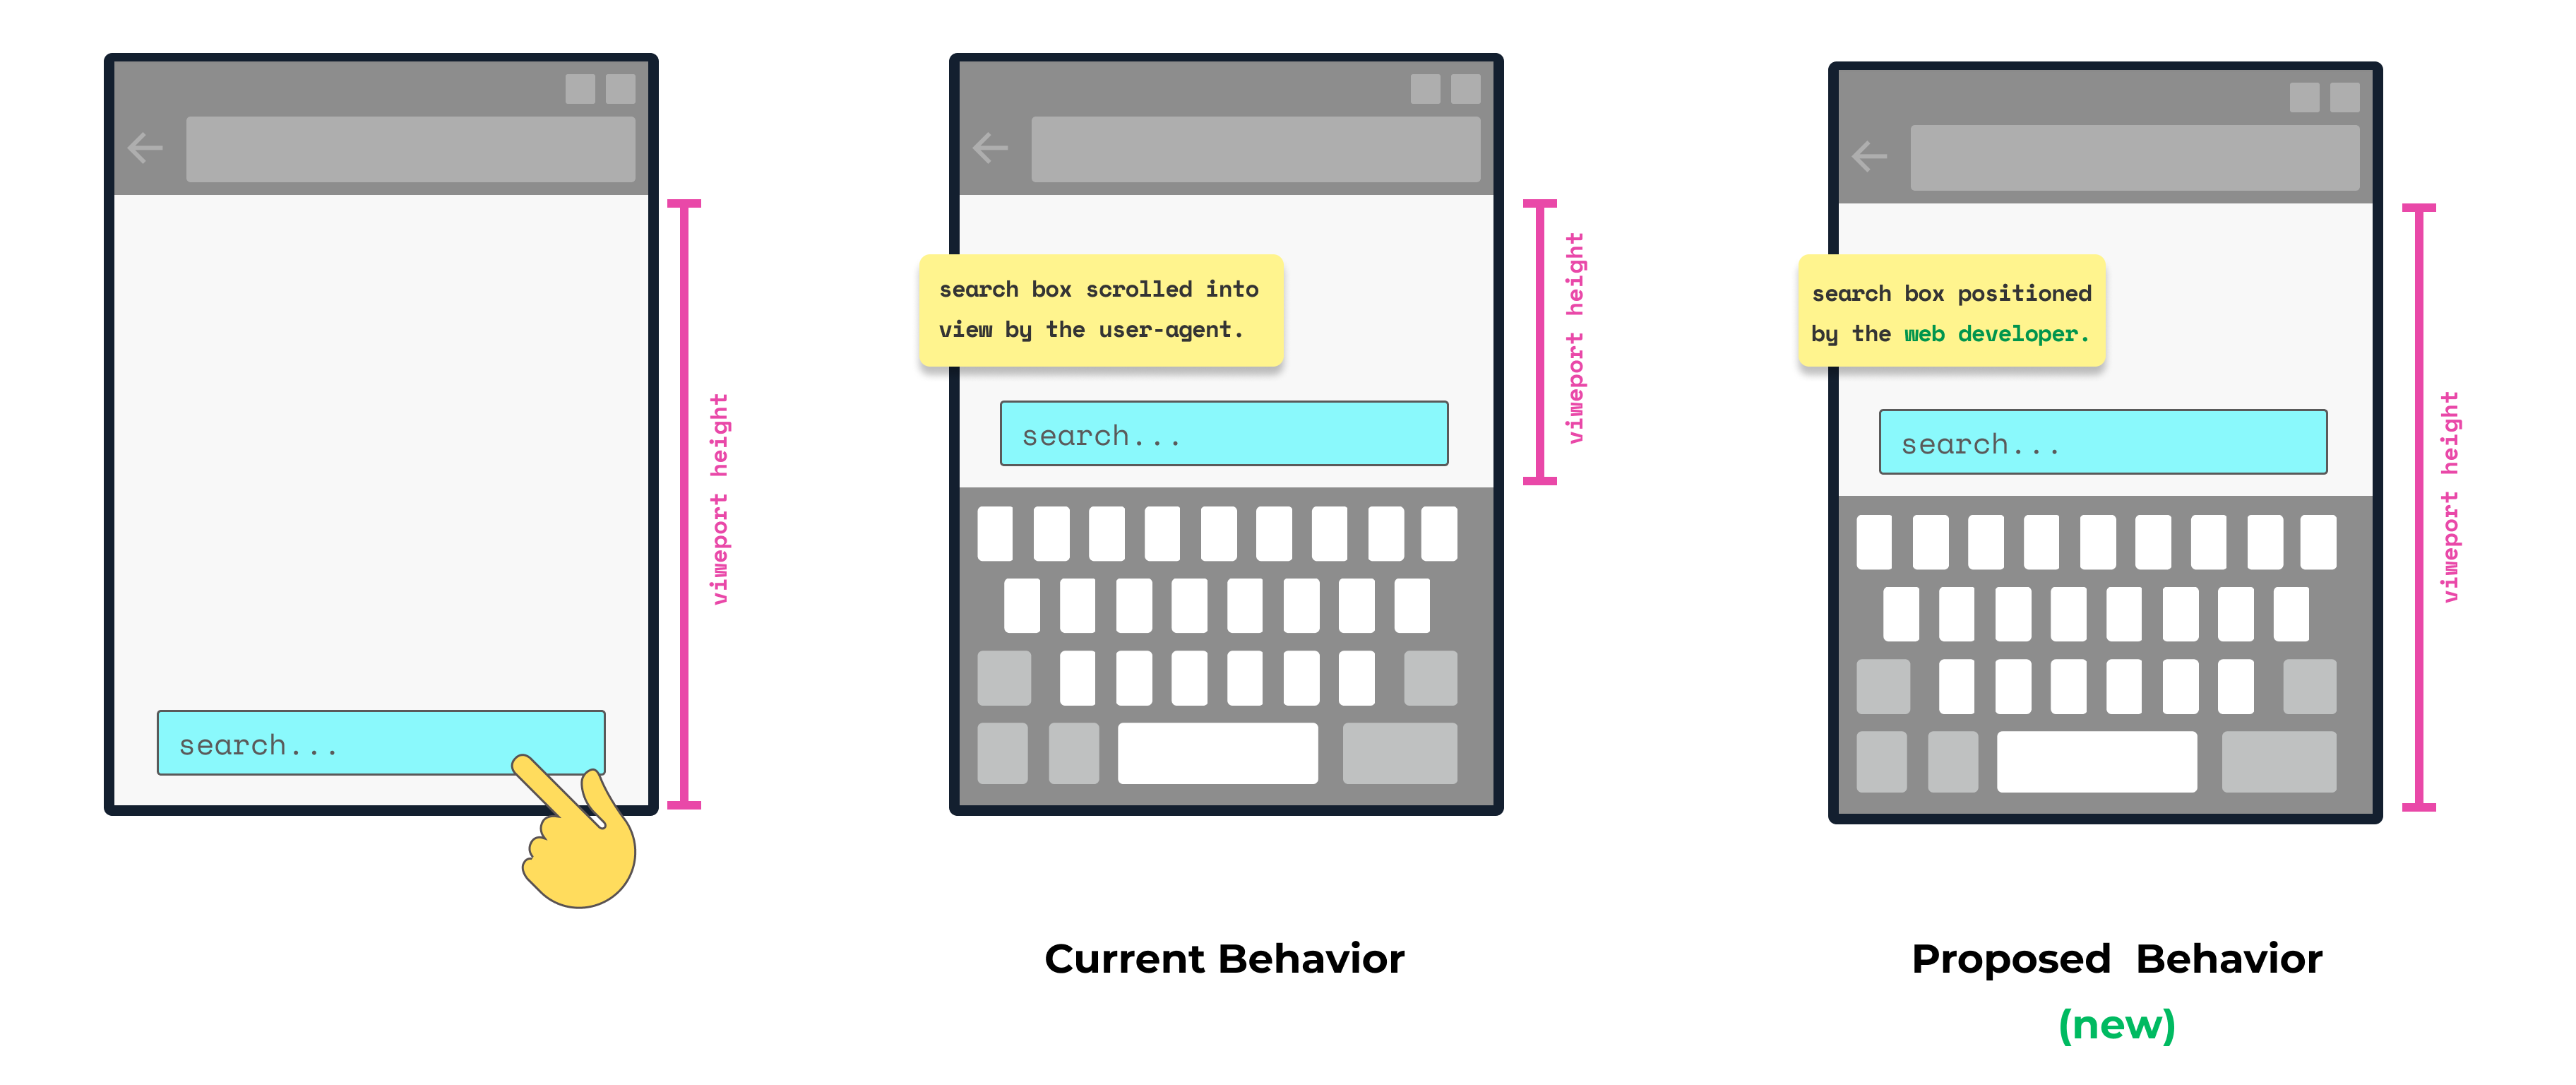 search...
viewport height
search box scrolled into
view by the user-agent.
search...
viewport height
Current Behavior
search box positioned
by the web developer.
search...
viewport height
Proposed Behavior
(new)